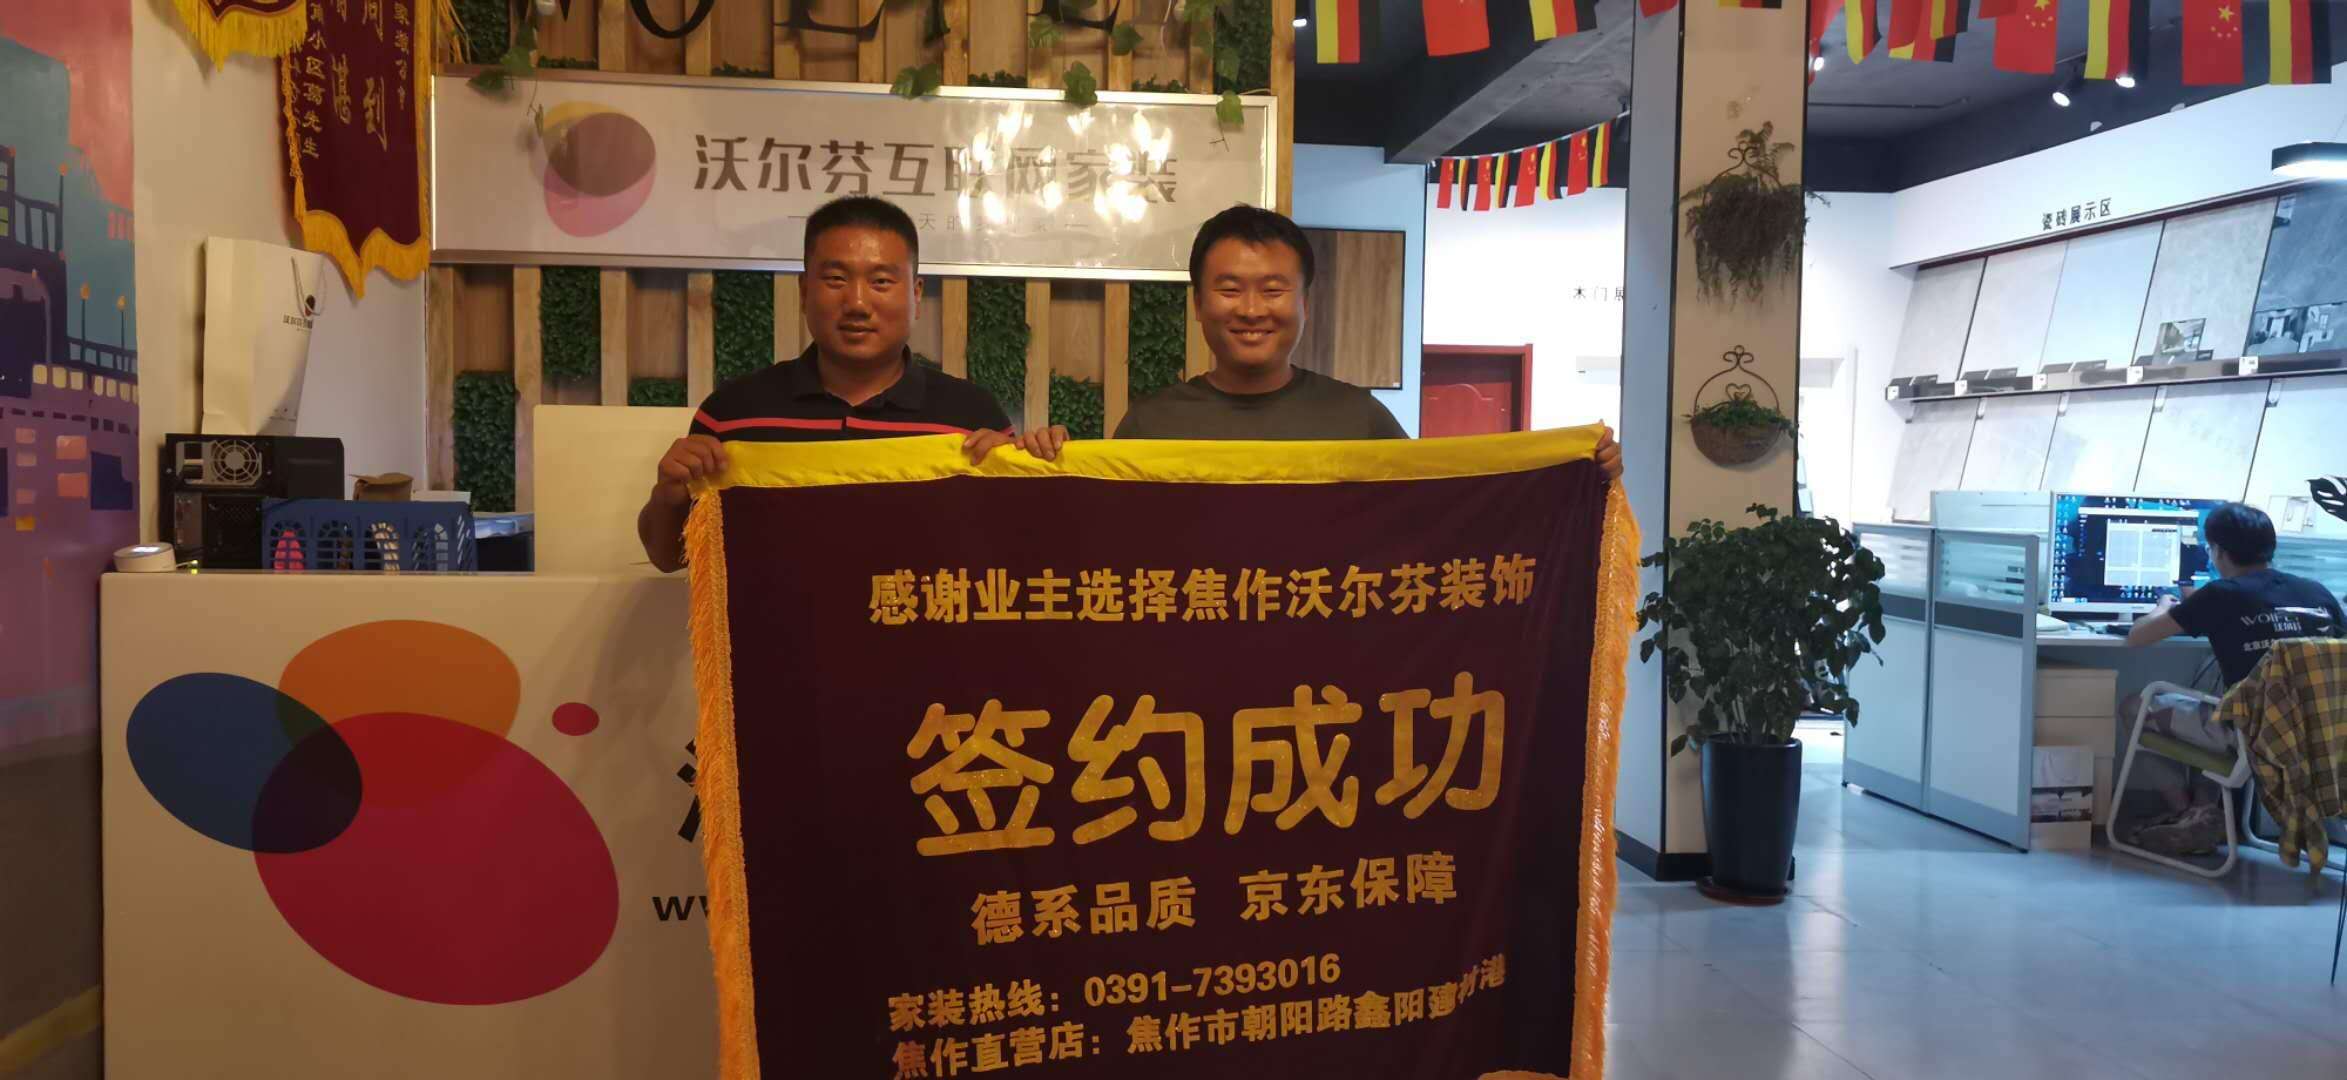 沃尔芬互联网家装
瓷砖展示区
木门展
感谢业主选择焦作沃尔芬装饰
签约成功
德系品质 京东保障
家装热线：0391-7393016
焦作直营店：焦作市朝阳路鑫阳建材港